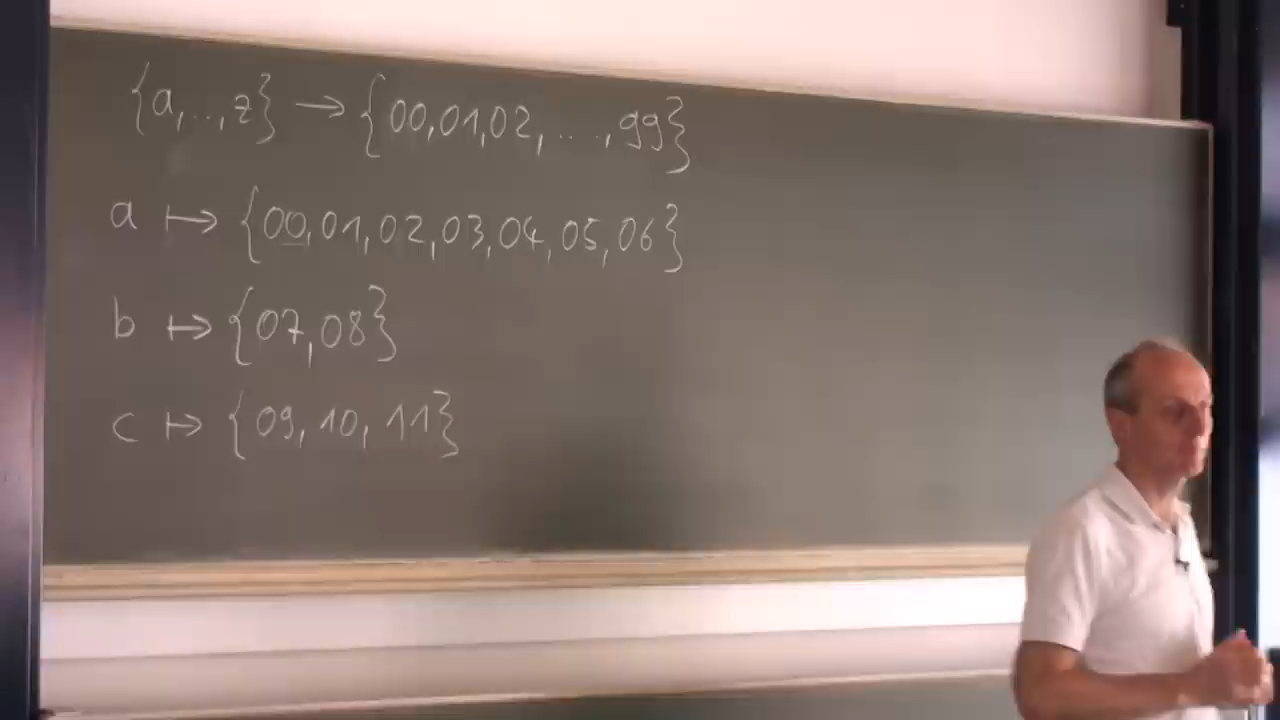 {a,..,z} → {00,01,02,....,99}
a ↦ {00,01,02,03,04,05,06}
b ↦ {07,08}
c ↦ {09,10,11}